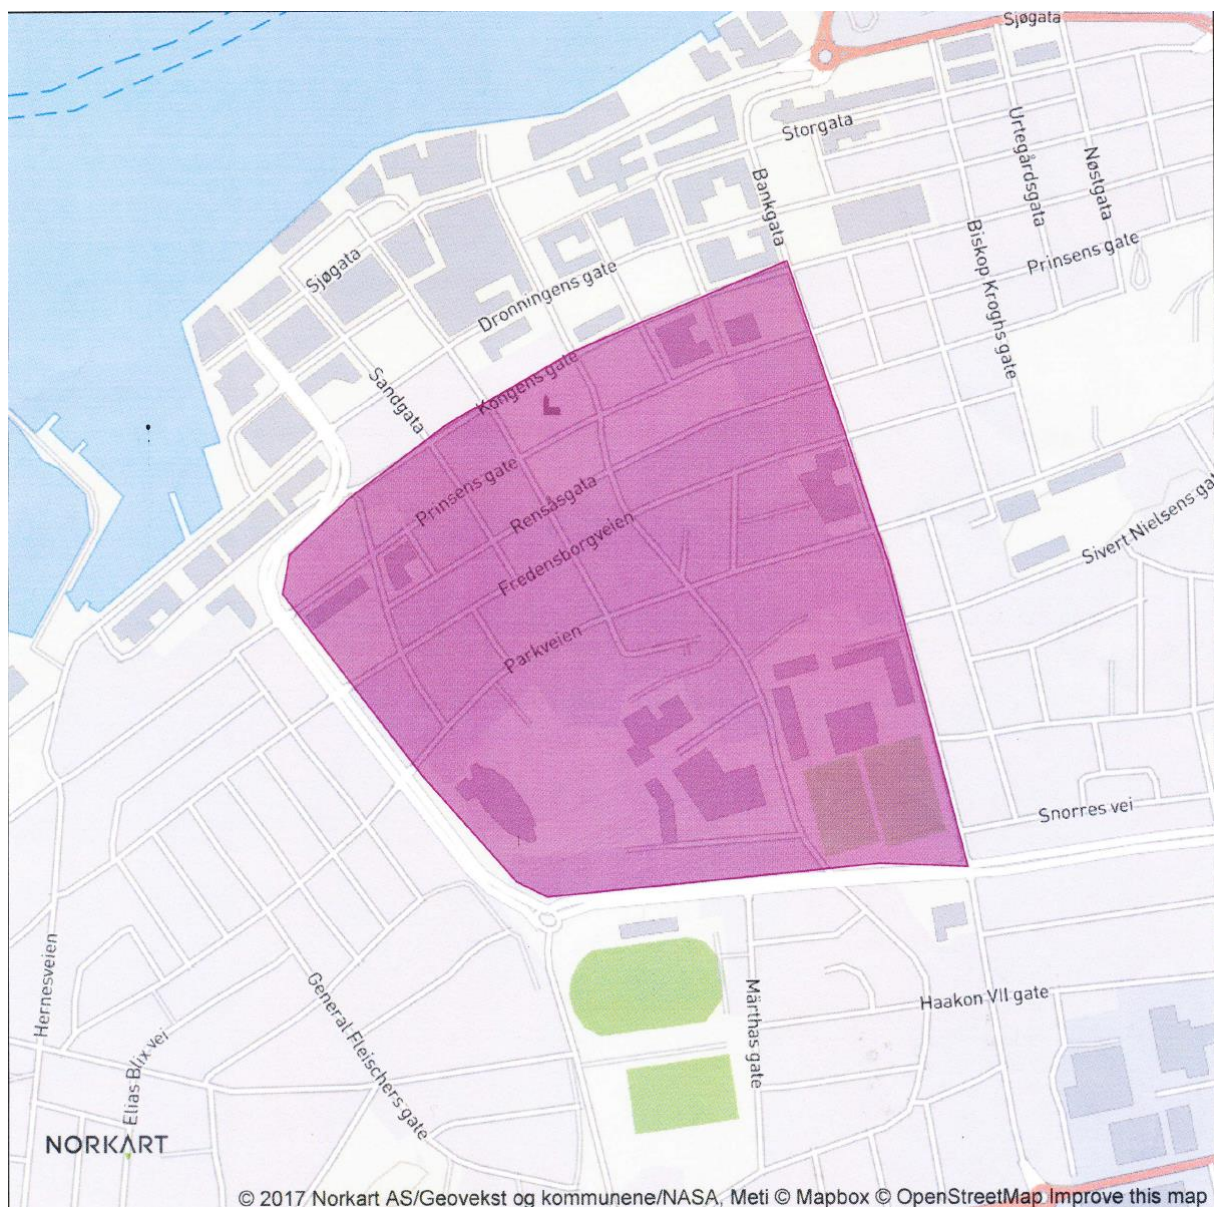 Sjøgata
Storgata
Urtegårdsgata
Nøstgata
Bankgata
Biskop Kroghs gate
Prinsens gate
Sjøgata
Dronningens gate
Kongens gate
Sandgata
Prinsens gate
Rensåsgata
Fredensborgveien
Sivert Nielsens gat
Parkveien
Snorres vei
Hernesveien
General Fleischers gate
Märthas gate
Haakon VII gate
Elias Blix vei
NORKART
© 2017 Norkart AS/Geovekst og kommunene/NASA, Meti © Mapbox © OpenStreetMap Improve this map